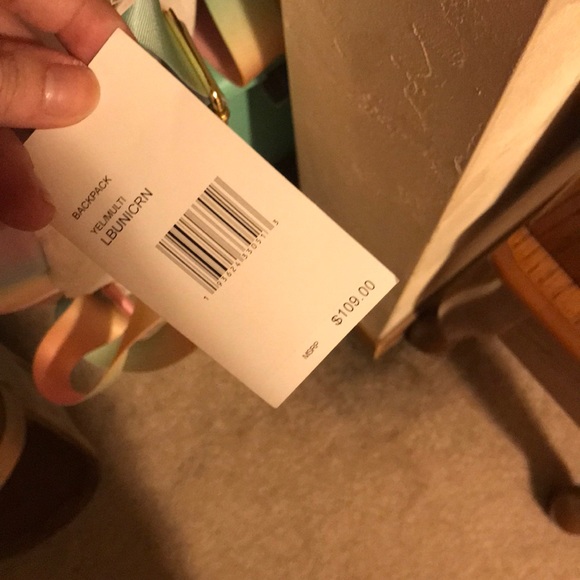 BACKPACK
YEL/MULTI
LBUNICRN
MSRP
$109.00